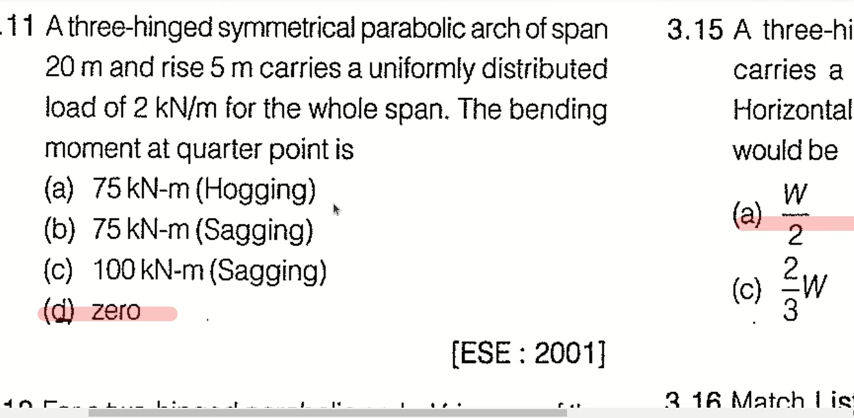 .11 A three-hinged symmetrical parabolic arch of span
20 m and rise 5 m carries a uniformly distributed
load of 2 kN/m for the whole span. The bending
moment at quarter point is
(a) 75 kN-m (Hogging)
(b) 75 kN-m (Sagging)
(c) 100 kN-m (Sagging)
(d) zero
[ESE : 2001]
3.15 A three-hi
carries a
Horizontal
would be
(a) W/2
(c) 2/3 W
3.16 Match Lis